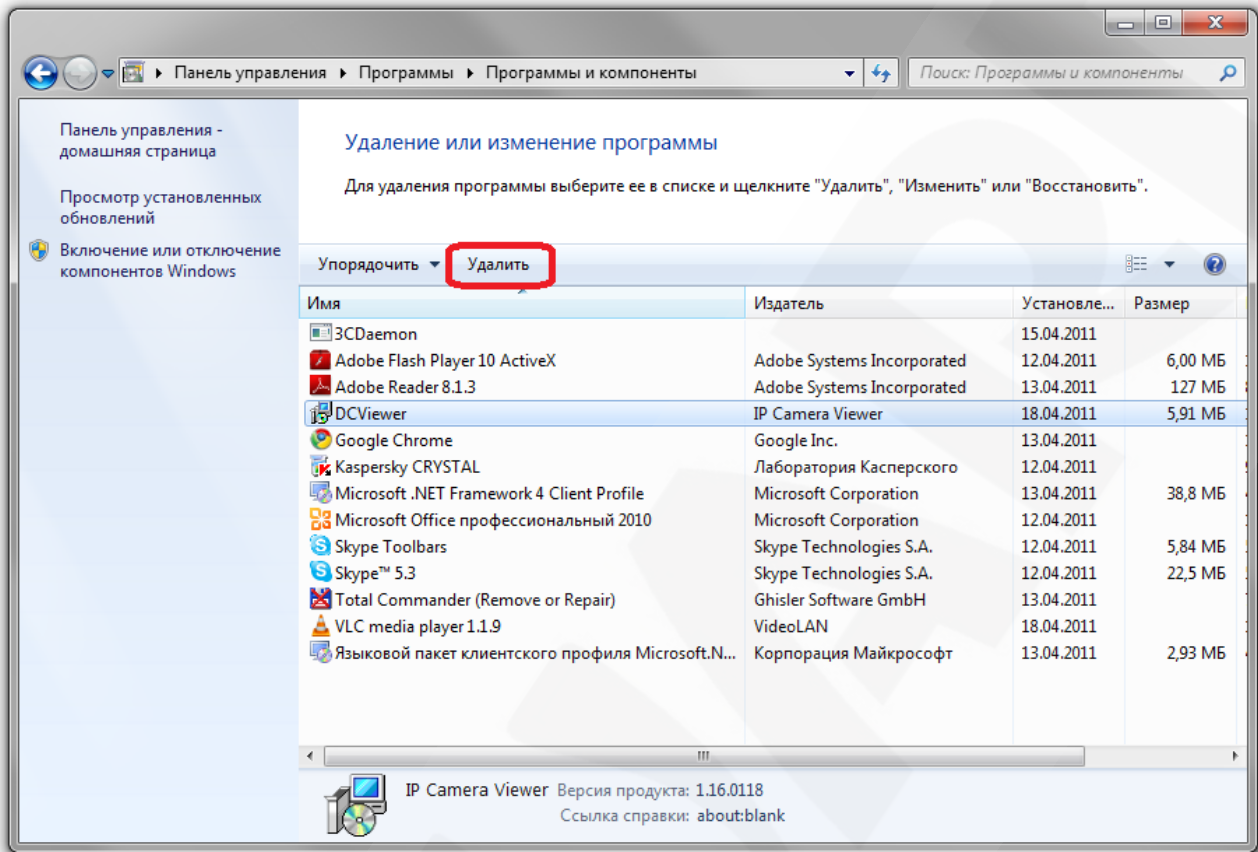 Панель управления ▸ Программы ▸ Программы и компоненты
Поиск: Программы и компоненты
Панель управления -
домашняя страница
Просмотр установленных
обновлений
Включение или отключение
компонентов Windows
Удаление или изменение программы
Для удаления программы выберите ее в списке и щелкните "Удалить", "Изменить" или "Восстановить".
Упорядочить Удалить
Имя Издатель Установле... Размер
3CDaemon 15.04.2011
Adobe Flash Player 10 ActiveX Adobe Systems Incorporated 12.04.2011 6,00 МБ
Adobe Reader 8.1.3 Adobe Systems Incorporated 13.04.2011 127 МБ
DCViewer IP Camera Viewer 18.04.2011 5,91 МБ
Google Chrome Google Inc. 13.04.2011
Kaspersky CRYSTAL Лаборатория Касперского 12.04.2011
Microsoft .NET Framework 4 Client Profile Microsoft Corporation 13.04.2011 38,8 МБ
Microsoft Office профессиональный 2010 Microsoft Corporation 12.04.2011
Skype Toolbars Skype Technologies S.A. 12.04.2011 5,84 МБ
Skype™ 5.3 Skype Technologies S.A. 12.04.2011 22,5 МБ
Total Commander (Remove or Repair) Ghisler Software GmbH 13.04.2011
VLC media player 1.1.9 VideoLAN 18.04.2011
Языковой пакет клиентского профиля Microsoft.N... Корпорация Майкрософт 13.04.2011 2,93 МБ
IP Camera Viewer Версия продукта: 1.16.0118
Ссылка справки: about:blank